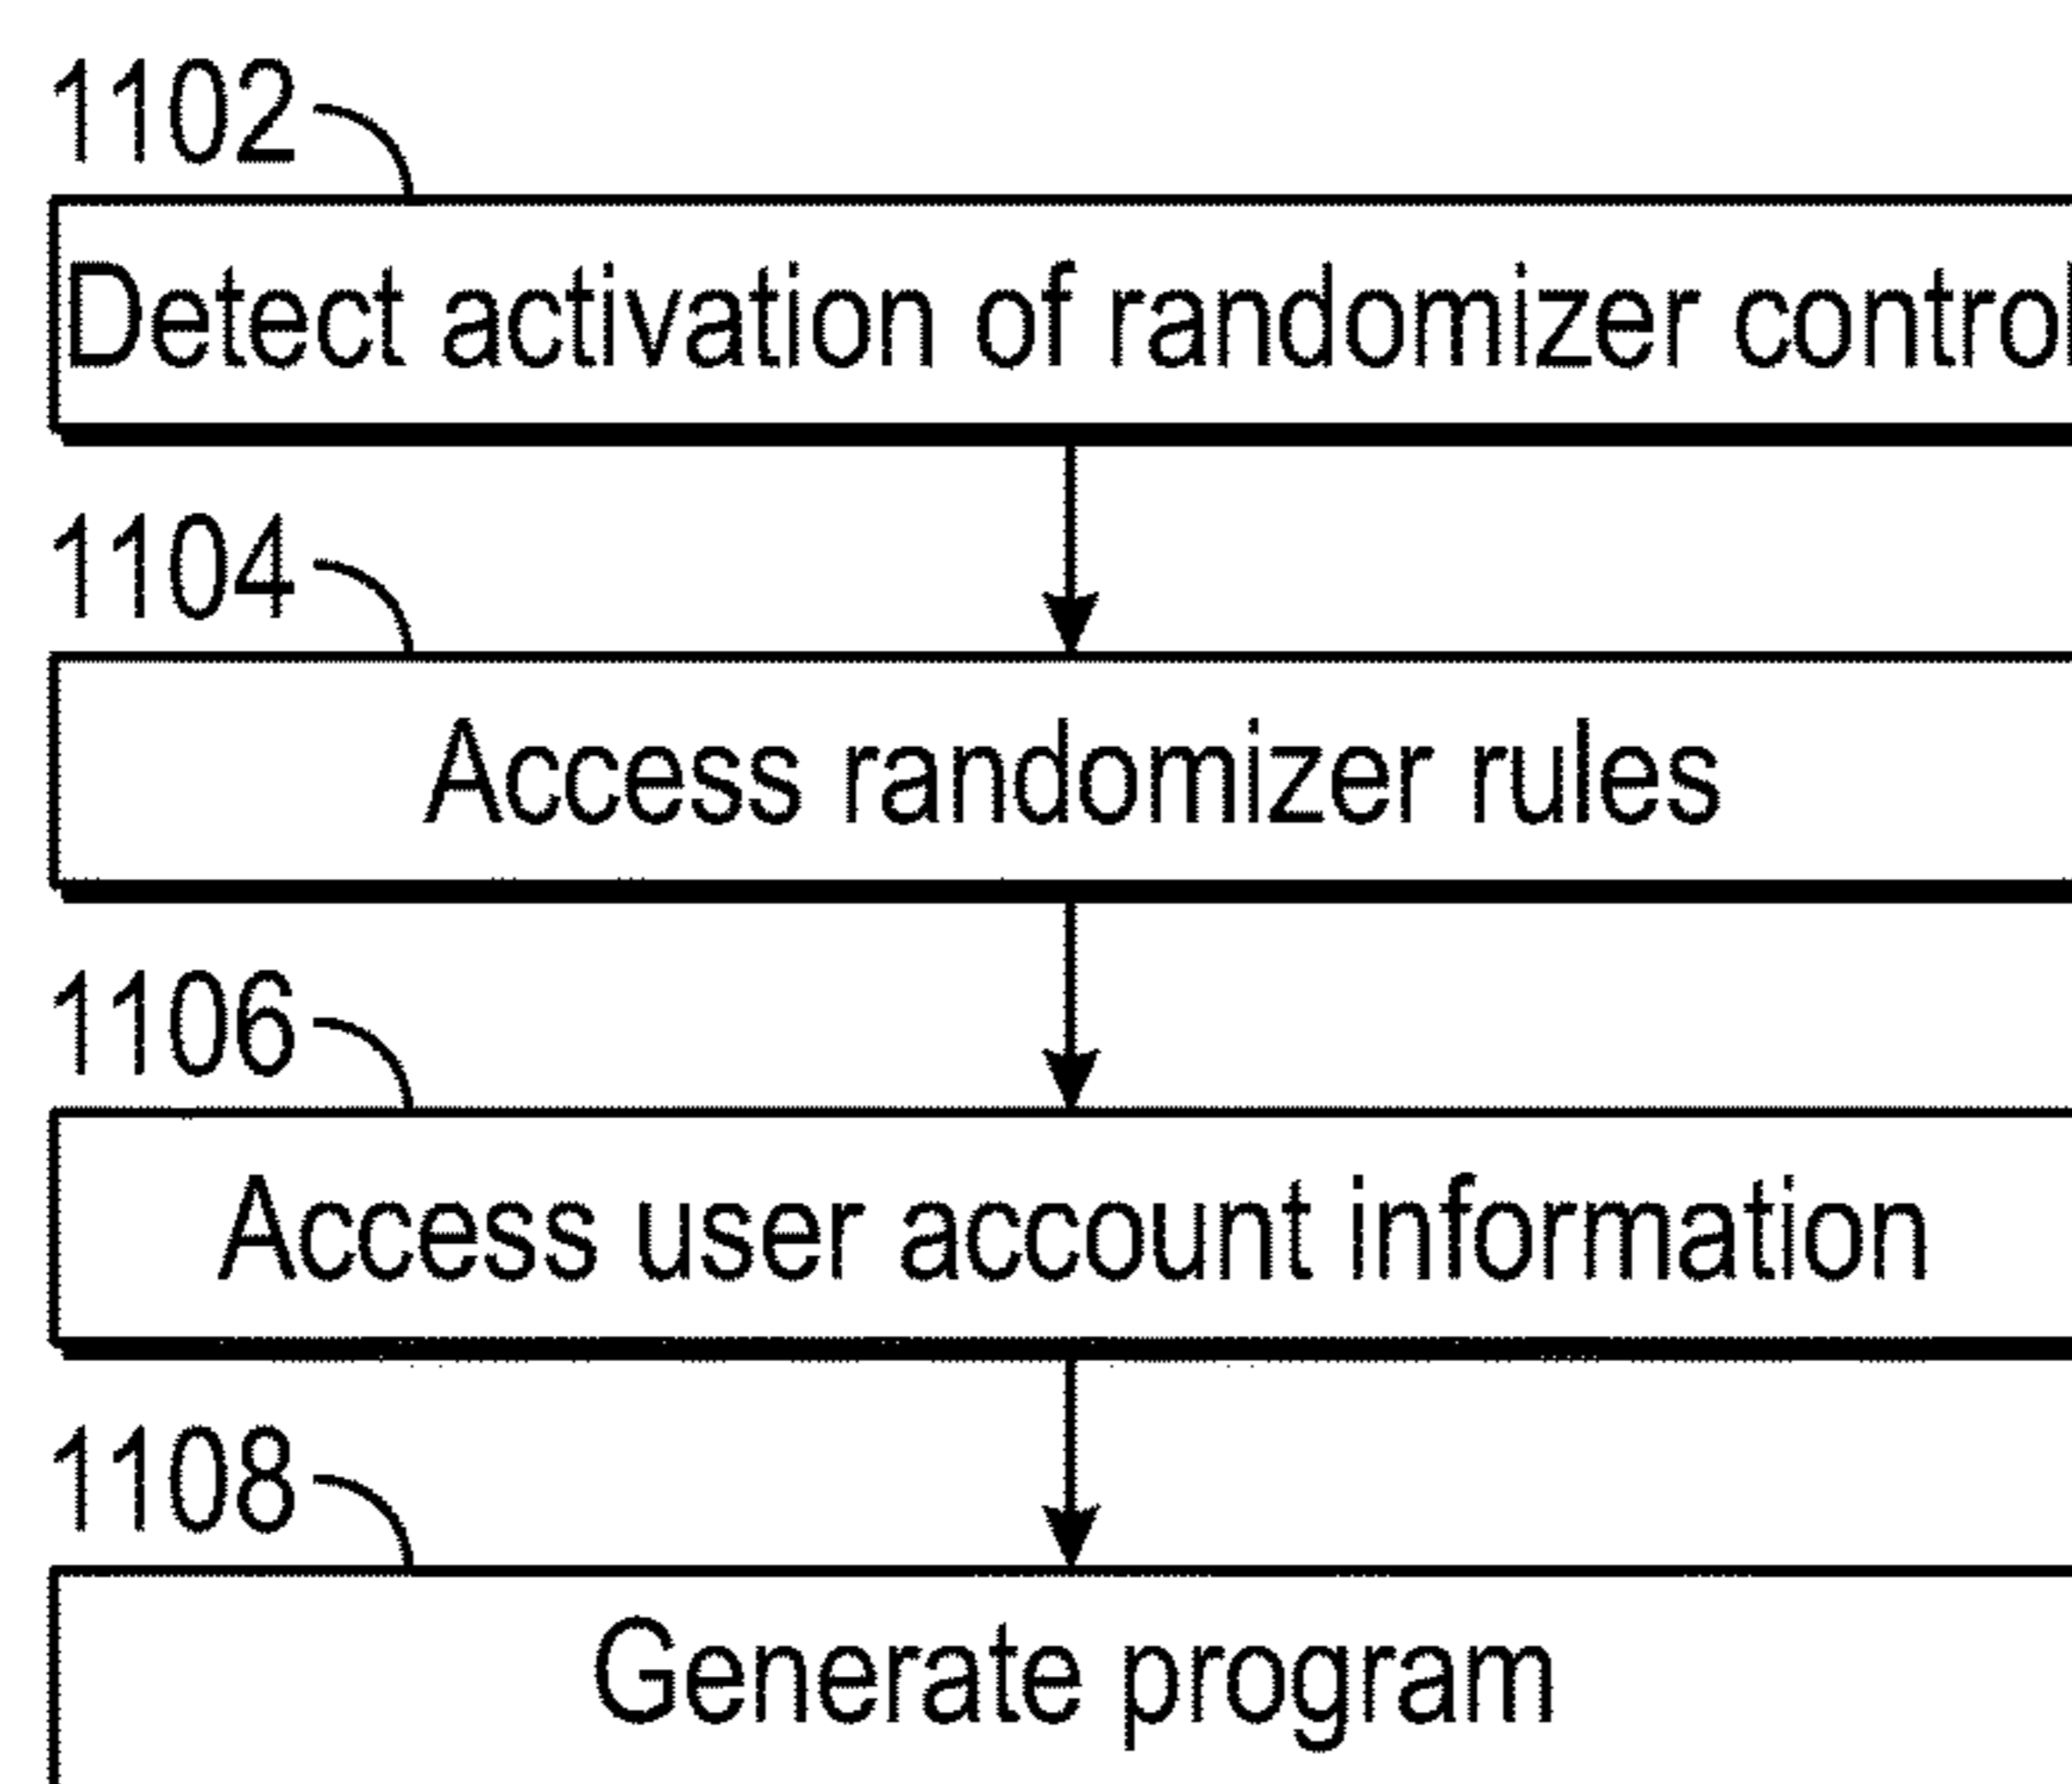 1102
Detect activation of randomizer control
1104
Access randomizer rules
1106
Access user account information
1108
Generate program